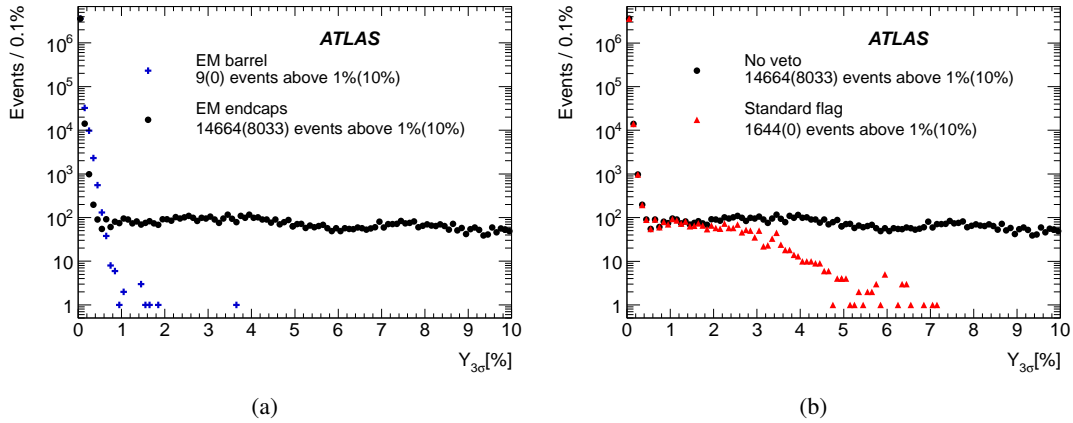 Events / 0.1%
10⁶
10⁵
10⁴
10³
10²
10
1
ATLAS
EM barrel
9(0) events above 1%(10%)
EM endcaps
14664(8033) events above 1%(10%)
0 1 2 3 4 5 6 7 8 9 10
Y₃σ[%]
(a)
Events / 0.1%
10⁶
10⁵
10⁴
10³
10²
10
1
ATLAS
No veto
14664(8033) events above 1%(10%)
Standard flag
1644(0) events above 1%(10%)
0 1 2 3 4 5 6 7 8 9 10
Y₃σ[%]
(b)